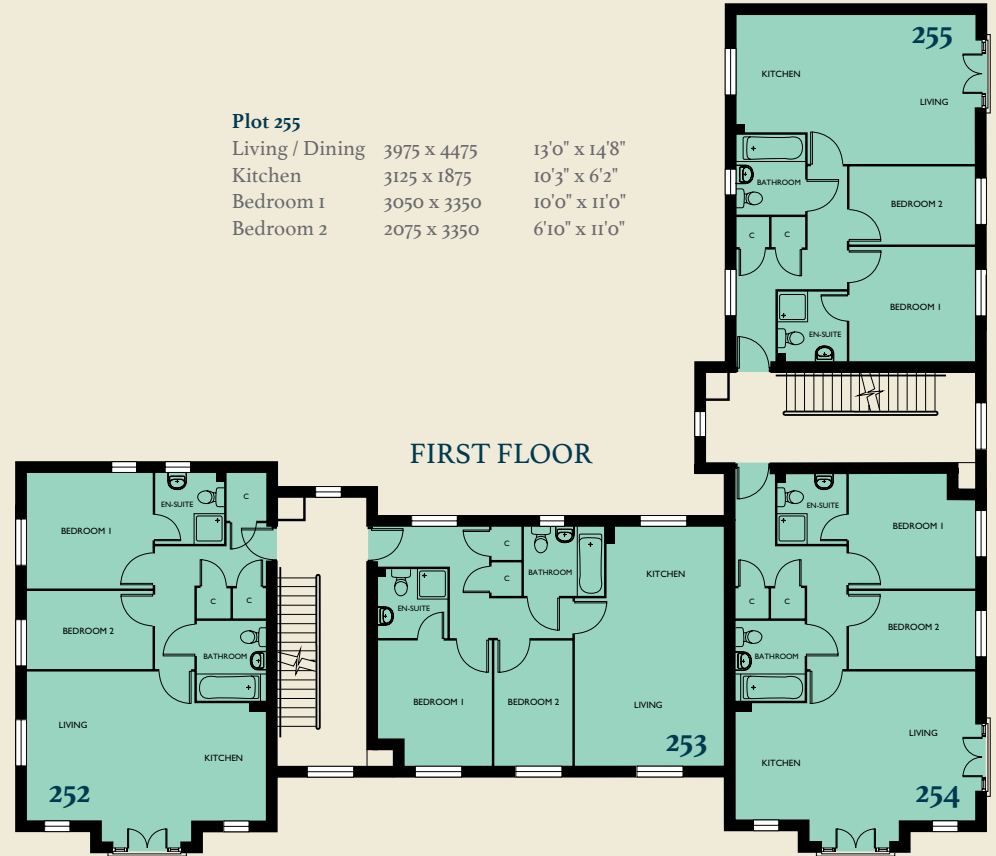 255
KITCHEN
LIVING
Plot 255
Living / Dining 3975 x 4475 13'0" x 14'8"
Kitchen 3125 x 1875 10'3" x 6'2"
Bedroom 1 3050 x 3350 10'0" x 11'0"
Bedroom 2 2075 x 3350 6'10" x 11'0"
BATHROOM
BEDROOM 2
C C
BEDROOM 1
EN-SUITE
FIRST FLOOR
EN-SUITE
C
BEDROOM 1
C C
BEDROOM 2
BATHROOM
LIVING
KITCHEN
252
C
BATHROOM
KITCHEN
C
EN-SUITE
BEDROOM 1
BEDROOM 2
LIVING
253
EN-SUITE
BEDROOM 1
C C
BEDROOM 2
BATHROOM
LIVING
KITCHEN
254